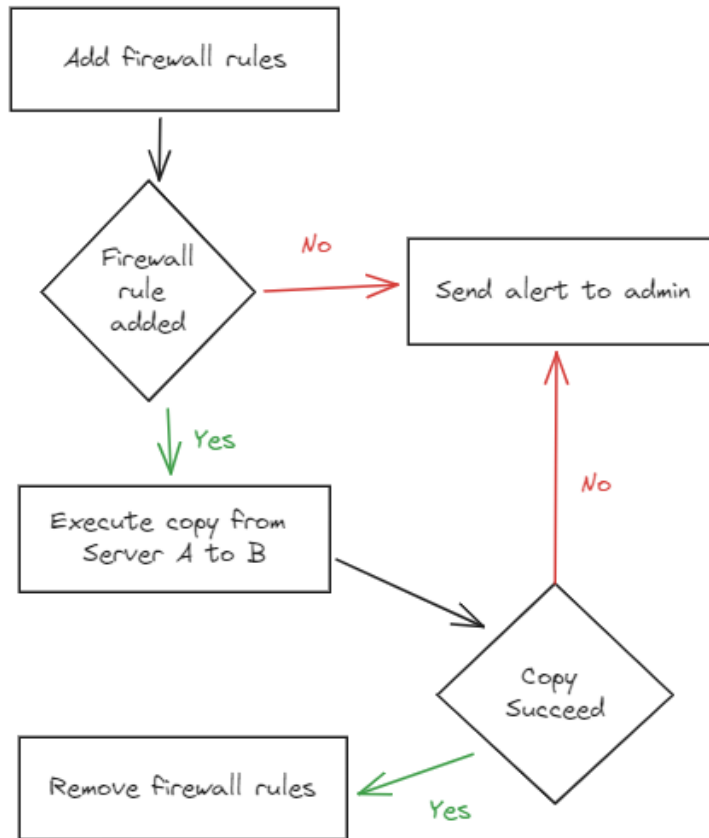 Add firewall rules
Firewall
rule
added
No
Send alert to admin
Yes
Execute copy from
Server A to B
No
Copy
Succeed
Yes
Remove firewall rules